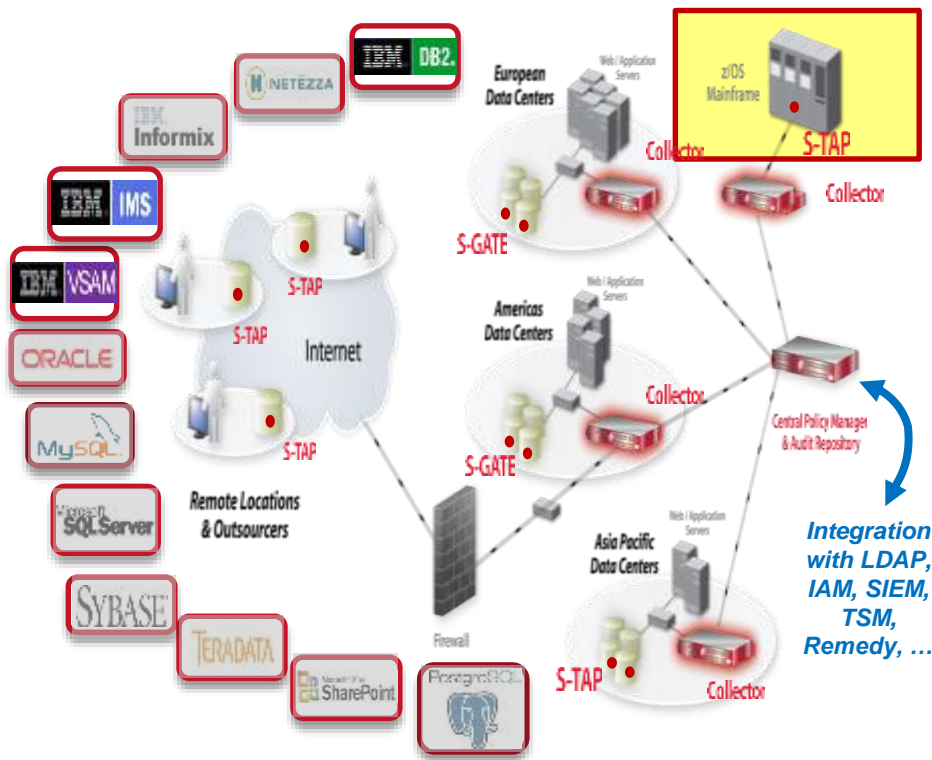 IBM DB2.
NETEZZA
IBM
Informix
IBM IMS
IBM VSAM
ORACLE
MySQL
Microsoft
SQL Server
SYBASE
TERADATA
SharePoint
PostgreSQL
S-TAP
S-TAP
S-TAP
Internet
Remote Locations
& Outsourcers
Firewall
European
Data Centers
Web / Application
Servers
Collector
S-GATE
z/OS
Mainframe
S-TAP
Collector
Americas
Data Centers
Web / Application
Servers
Collector
S-GATE
Central Policy Manager
& Audit Repository
Asia Pacific
Data Centers
Web / Application
Servers
S-TAP
Collector
Integration
with LDAP,
IAM, SIEM,
TSM,
Remedy, …